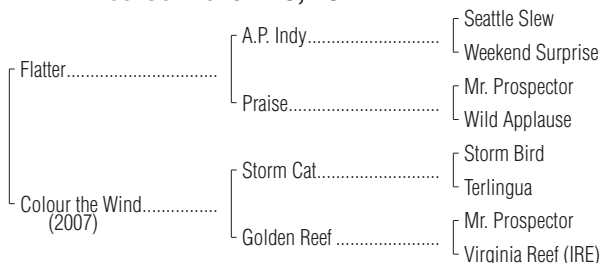 Seattle Slew
A.P. Indy
Weekend Surprise
Flatter
Mr. Prospector
Praise
Wild Applause
Storm Bird
Storm Cat
Terlingua
Colour the Wind
(2007)
Mr. Prospector
Golden Reef
Virginia Reef (IRE)